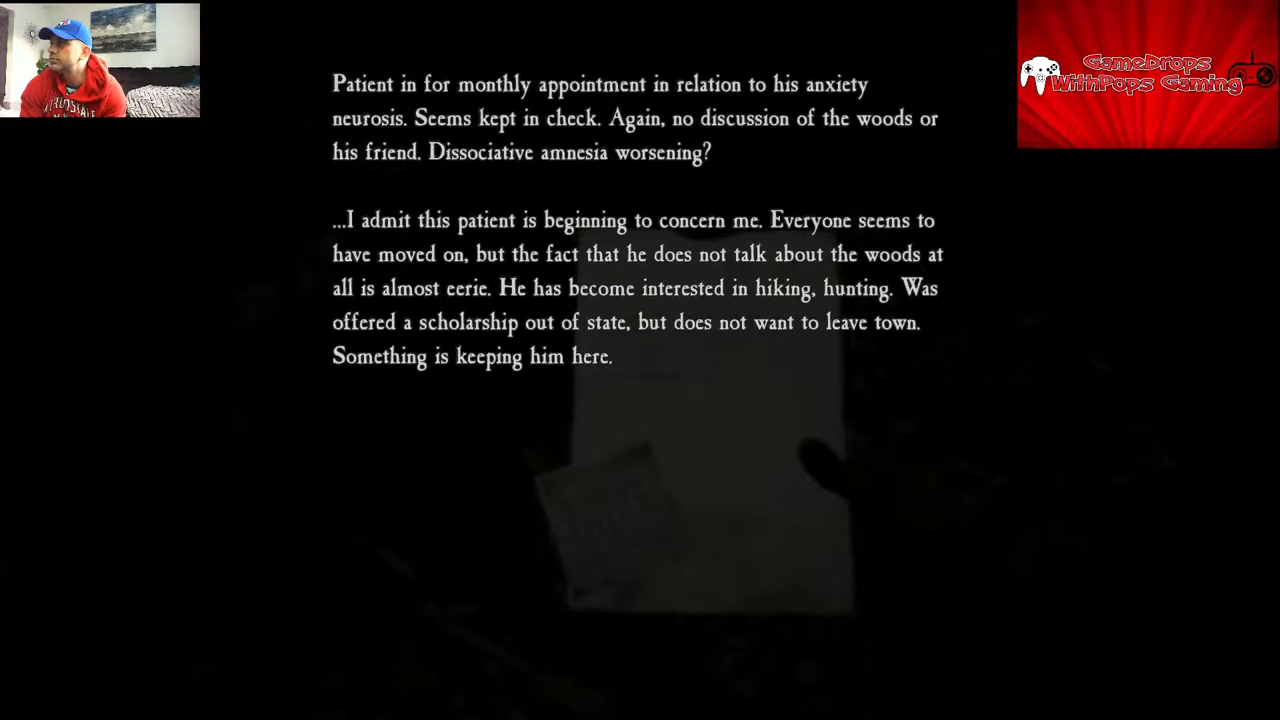 GameDrops
WithPops Gaming
Patient in for monthly appointment in relation to his anxiety
neurosis. Seems kept in check. Again, no discussion of the woods or
his friend. Dissociative amnesia worsening?
...I admit this patient is beginning to concern me. Everyone seems to
have moved on, but the fact that he does not talk about the woods at
all is almost eerie. He has become interested in hiking, hunting. Was
offered a scholarship out of state, but does not want to leave town.
Something is keeping him here.